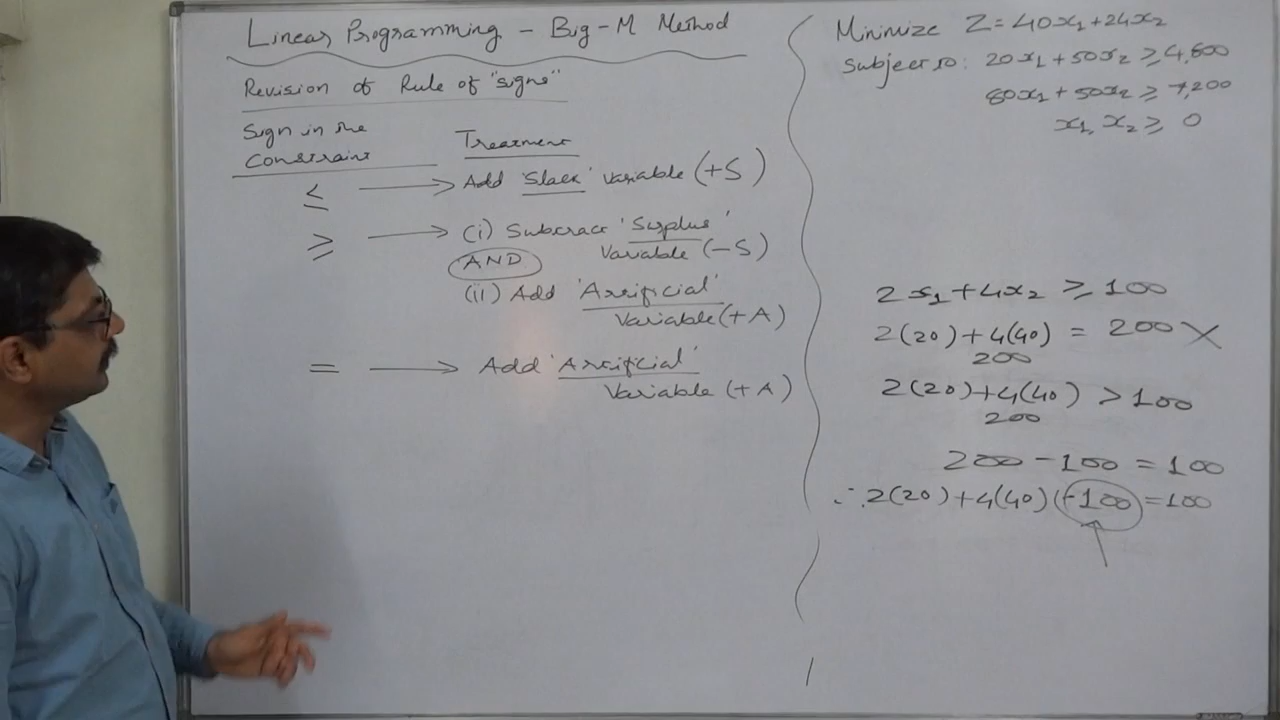 Linear Programming - Big-M Method
Revision of Rule of "signs"
Sign in the
Constraint
Treatment
≤ → Add 'Slack' variable (+S)
≥ → (i) Subtract 'Surplus'
Variable (-S)
AND
(ii) Add 'Artificial'
Variable (+A)
= → Add 'Artificial'
Variable (+A)
Minimize Z = 40x₁ + 24x₂
Subject to: 20x₁ + 50x₂ ≥ 4,800
80x₁ + 50x₂ ≥ 7,200
x₁, x₂ ≥ 0
2x₁ + 4x₂ ≥ 100
2(20) + 4(40) = 200 X
200
2(20) + 4(40) > 100
200
200 - 100 = 100
∴ 2(20) + 4(40) (-100) = 100